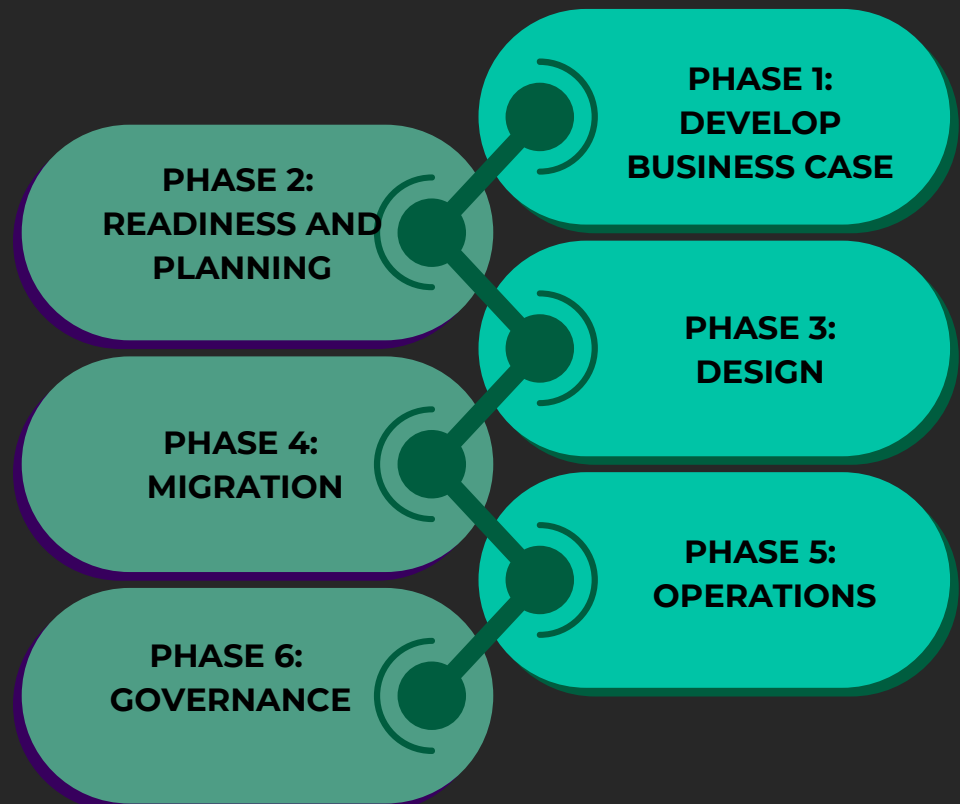 PHASE 1:
DEVELOP
BUSINESS CASE
PHASE 2:
READINESS AND
PLANNING
PHASE 3:
DESIGN
PHASE 4:
MIGRATION
PHASE 5:
OPERATIONS
PHASE 6:
GOVERNANCE